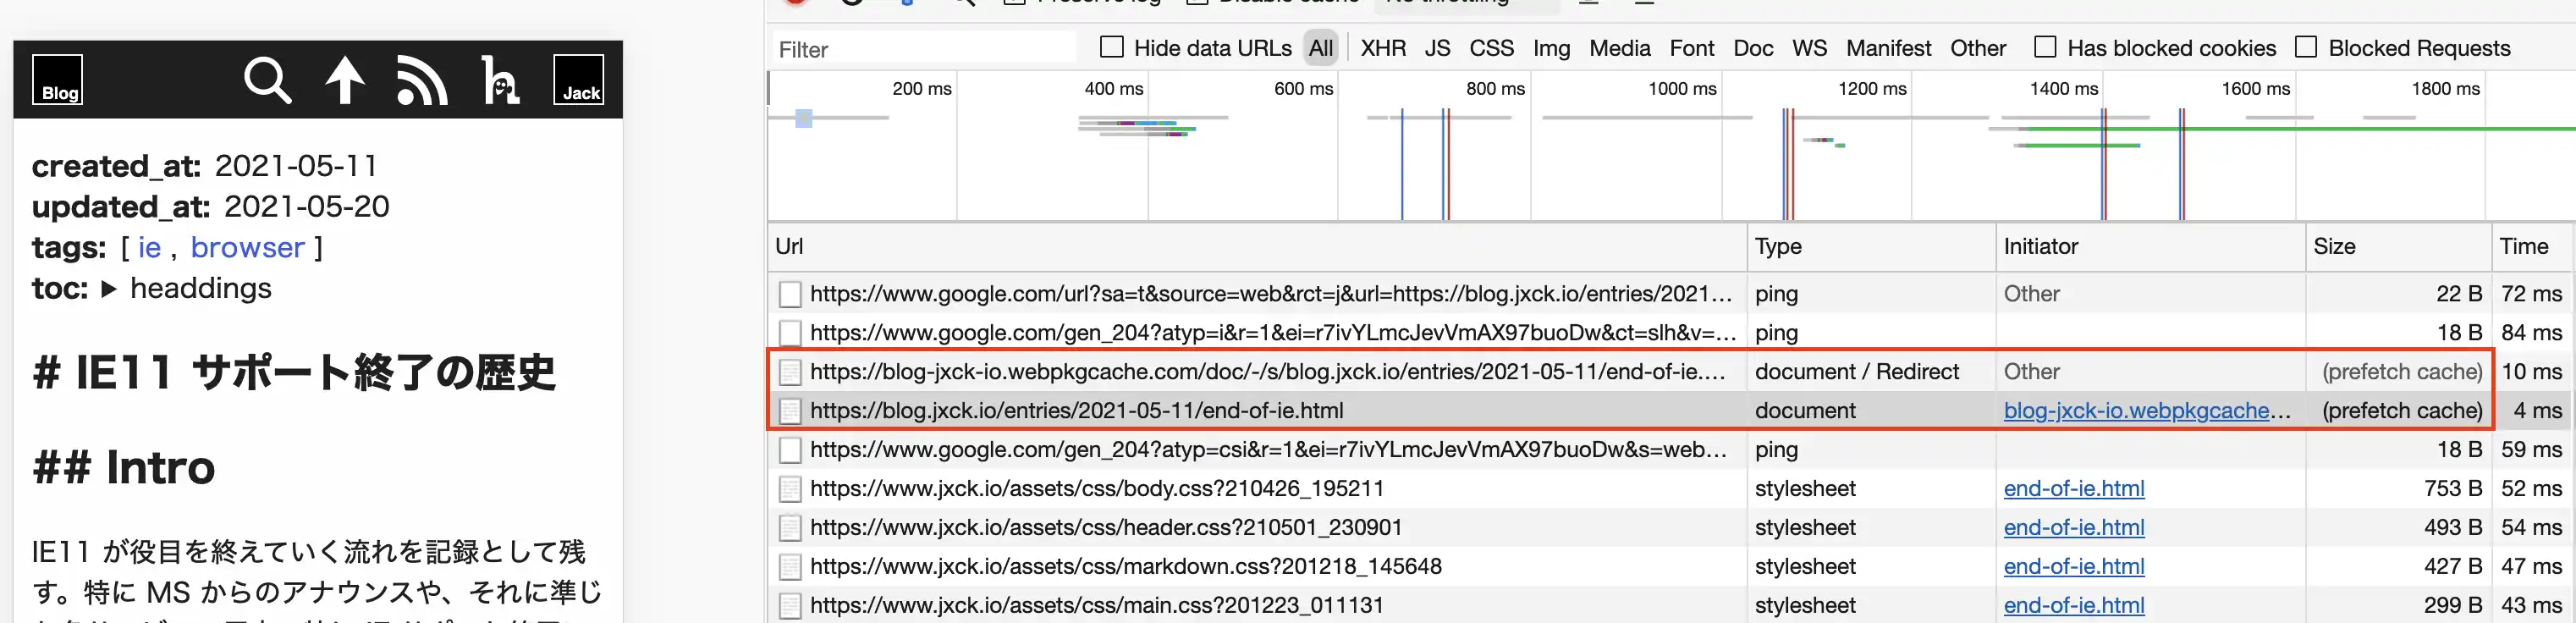 Preserve log Disable cache No throttling
Blog
h
Jack
created_at: 2021-05-11
updated_at: 2021-05-20
tags: [ ie , browser ]
toc: ▶ headdings
# IE11 サポート終了の歴史
## Intro
IE11 が役目を終えていく流れを記録として残
す。特に MS からのアナウンスや、それに準じ
Filter Hide data URLs All XHR JS CSS Img Media Font Doc WS Manifest Other Has blocked cookies Blocked Requests
200 ms 400 ms 600 ms 800 ms 1000 ms 1200 ms 1400 ms 1600 ms 1800 ms
Url Type Initiator Size Time
https://www.google.com/url?sa=t&source=web&rct=j&url=https://blog.jxck.io/entries/2021… ping Other 22 B 72 ms
https://www.google.com/gen_204?atyp=i&r=1&ei=r7ivYLmcJevVmAX97buoDw&ct=slh&v=… ping 18 B 84 ms
https://blog-jxck-io.webpkgcache.com/doc/-/s/blog.jxck.io/entries/2021-05-11/end-of-ie.… document / Redirect Other (prefetch cache) 10 ms
https://blog.jxck.io/entries/2021-05-11/end-of-ie.html document blog-jxck-io.webpkgcache… (prefetch cache) 4 ms
https://www.google.com/gen_204?atyp=csi&r=1&ei=r7ivYLmcJevVmAX97buoDw&s=web… ping 18 B 59 ms
https://www.jxck.io/assets/css/body.css?210426_195211 stylesheet end-of-ie.html 753 B 52 ms
https://www.jxck.io/assets/css/header.css?210501_230901 stylesheet end-of-ie.html 493 B 54 ms
https://www.jxck.io/assets/css/markdown.css?201218_145648 stylesheet end-of-ie.html 427 B 47 ms
https://www.jxck.io/assets/css/main.css?201223_011131 stylesheet end-of-ie.html 299 B 43 ms